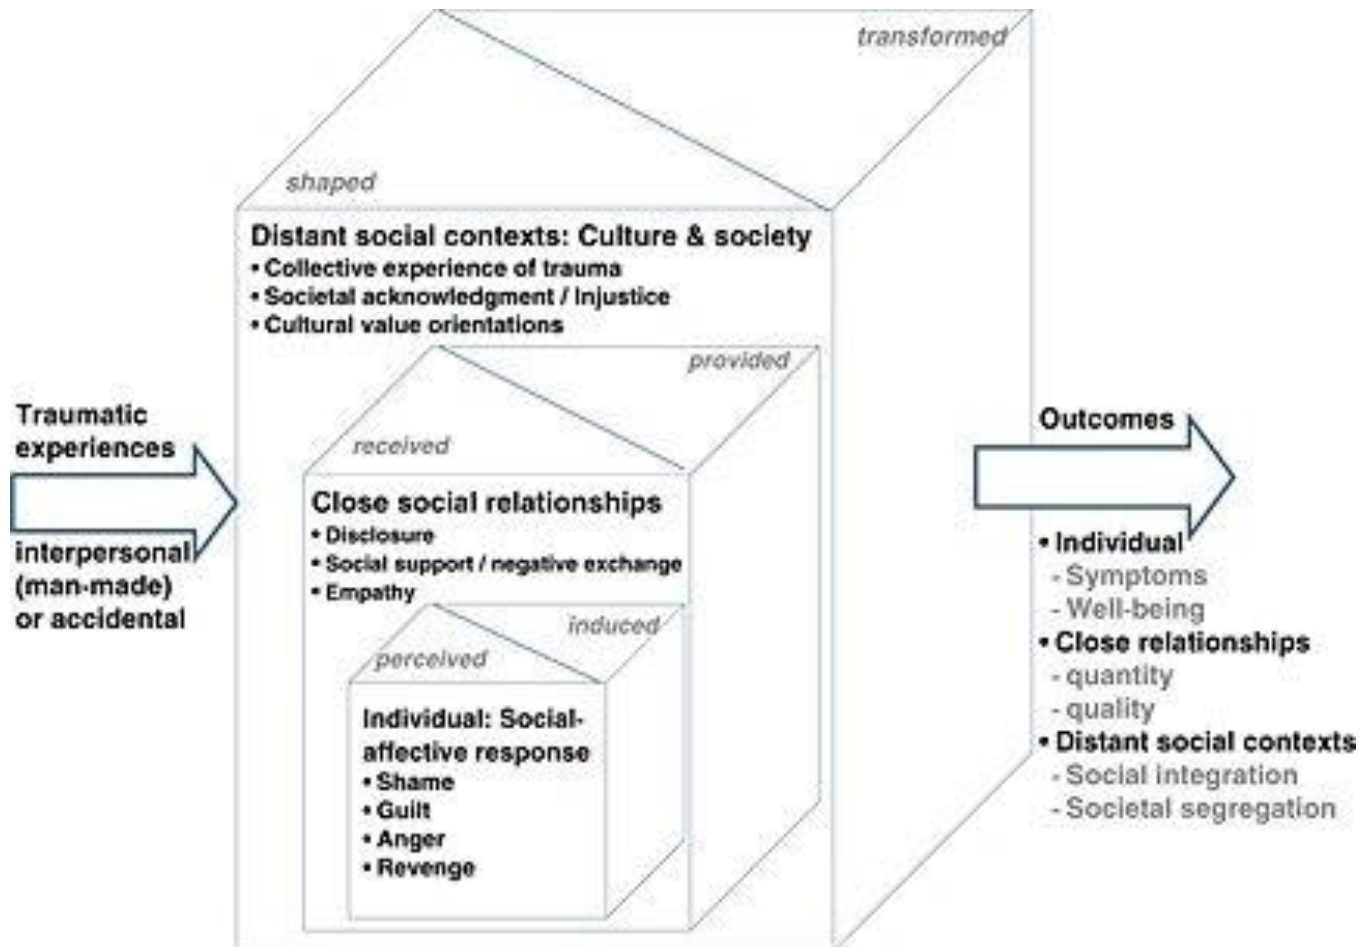 transformed
shaped
Distant social contexts: Culture & society
• Collective experience of trauma
• Societal acknowledgment / Injustice
• Cultural value orientations
provided
received
Close social relationships
• Disclosure
• Social support / negative exchange
• Empathy
induced
perceived
Individual: Social-
affective response
• Shame
• Guilt
• Anger
• Revenge
Traumatic
experiences
interpersonal
(man-made)
or accidental
Outcomes
• Individual
- Symptoms
- Well-being
• Close relationships
- quantity
- quality
• Distant social contexts
- Social integration
- Societal segregation